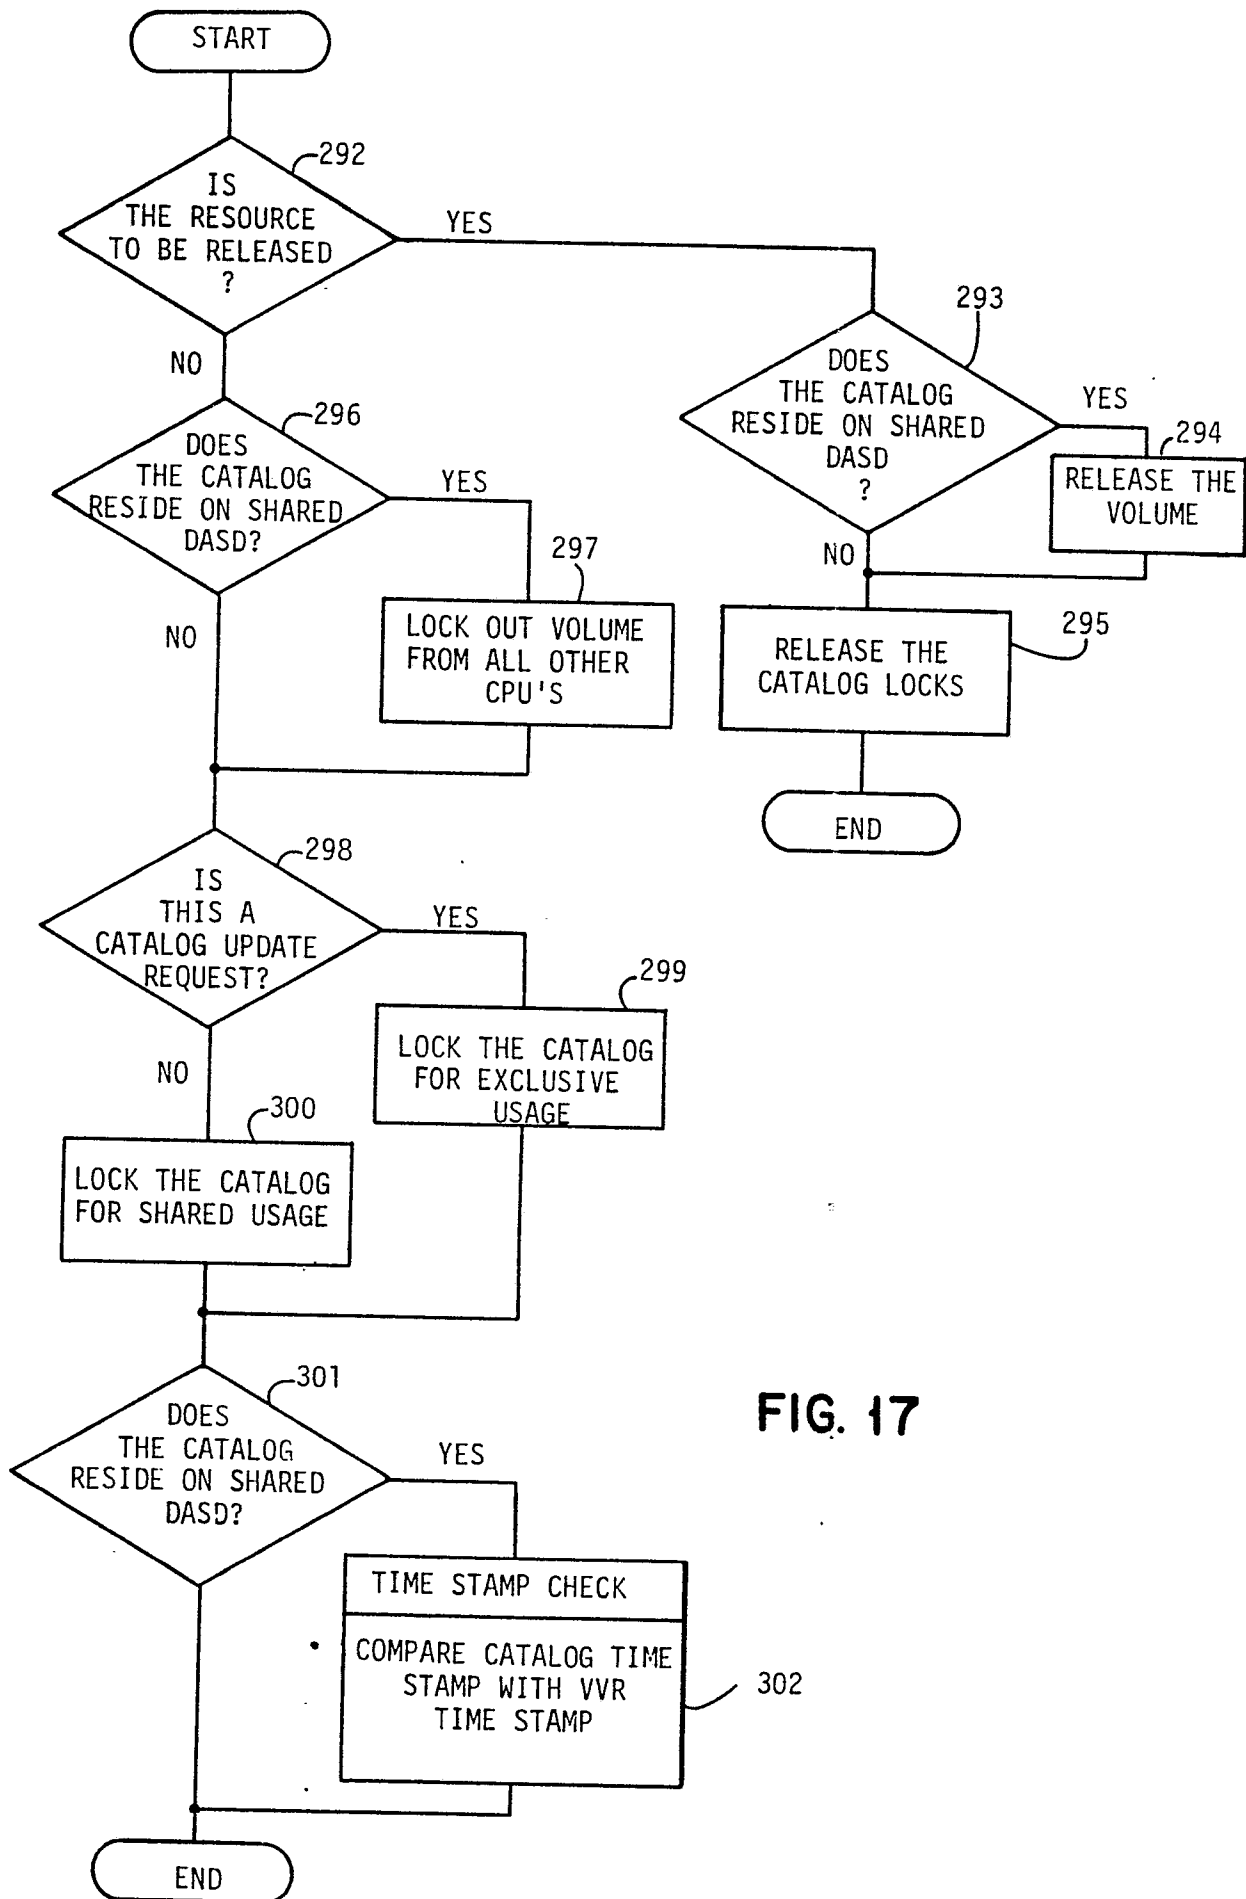 START
292
IS
THE RESOURCE
TO BE RELEASED
?
YES
NO
293
DOES
THE CATALOG
RESIDE ON SHARED
DASD
?
YES
294
RELEASE THE
VOLUME
NO
295
RELEASE THE
CATALOG LOCKS
END
296
DOES
THE CATALOG
RESIDE ON SHARED
DASD?
YES
297
LOCK OUT VOLUME
FROM ALL OTHER
CPU'S
NO
298
IS
THIS A
CATALOG UPDATE
REQUEST?
YES
299
LOCK THE CATALOG
FOR EXCLUSIVE
USAGE
NO
300
LOCK THE CATALOG
FOR SHARED USAGE
301
DOES
THE CATALOG
RESIDE ON SHARED
DASD?
YES
TIME STAMP CHECK
COMPARE CATALOG TIME
STAMP WITH VVR
TIME STAMP
302
END
FIG. 17